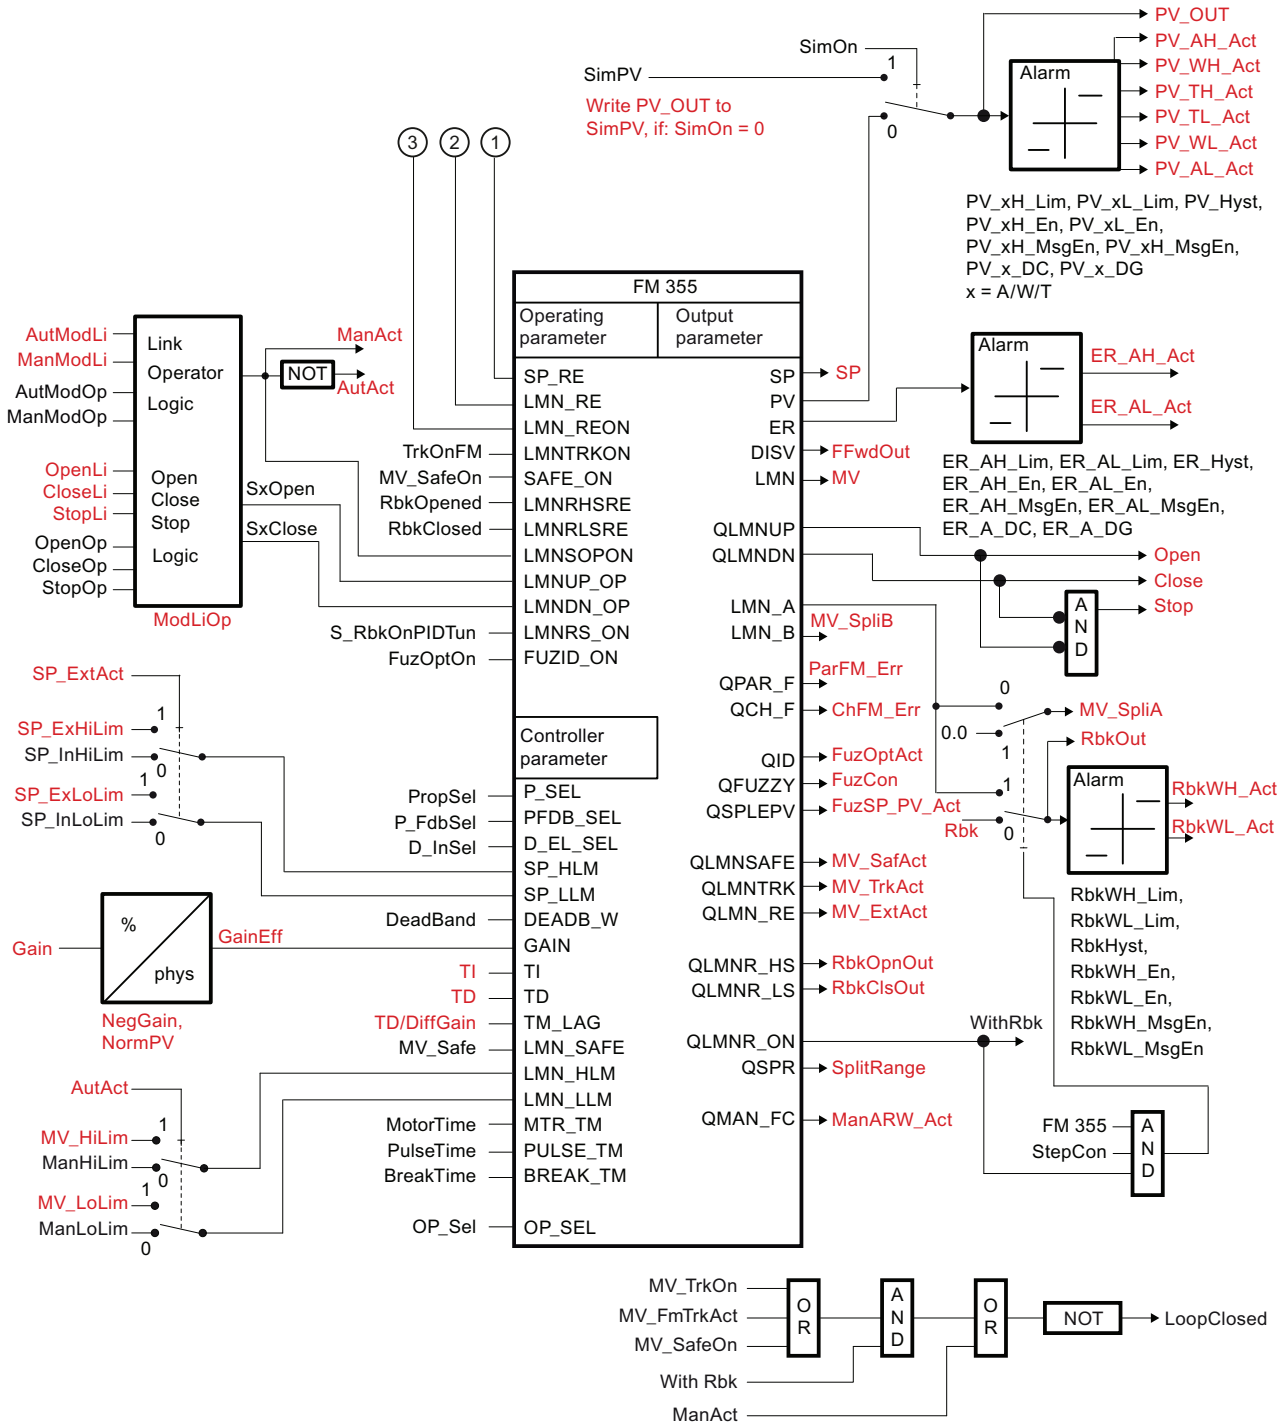 PV_OUT
SimOn
PV_AH_Act
1
Alarm
PV_WH_Act
SimPV
PV_TH_Act
Write PV_OUT to
SimPV, if: SimOn = 0
PV_TL_Act
0
PV_WL_Act
PV_AL_Act
3
2
1
PV_xH_Lim, PV_xL_Lim, PV_Hyst,
PV_xH_En, PV_xL_En,
PV_xH_MsgEn, PV_xH_MsgEn,
PV_x_DC, PV_x_DG
x = A/W/T
FM 355
Operating
parameter
Output
parameter
AutModLi
ManModLi
AutModOp
ManModOp
OpenLi
CloseLi
StopLi
OpenOp
CloseOp
StopOp
Link
Operator
Logic
Open
Close
Stop
Logic
ModLiOp
ManAct
NOT
AutAct
SxOpen
SxClose
TrkOnFM
MV_SafeOn
RbkOpened
RbkClosed
S_RbkOnPIDTun
FuzOptOn
SP_RE
LMN_RE
LMN_REON
LMNTRKON
SAFE_ON
LMNRHSRE
LMNRLSRE
LMNSOPON
LMNUP_OP
LMNDN_OP
LMNRS_ON
FUZID_ON
SP
PV
ER
DISV
LMN
QLMNUP
QLMNDN
LMN_A
LMN_B
QPAR_F
QCH_F
QID
QFUZZY
QSPLEPV
QLMNSAFE
QLMNTRK
QLMN_RE
QLMNR_HS
QLMNR_LS
QLMNR_ON
QSPR
QMAN_FC
SP
FFwdOut
MV
MV_SpliB
ParFM_Err
ChFM_Err
FuzOptAct
FuzCon
FuzSP_PV_Act
MV_SafAct
MV_TrkAct
MV_ExtAct
RbkOpnOut
RbkClsOut
WithRbk
SplitRange
ManARW_Act
Alarm
ER_AH_Act
ER_AL_Act
ER_AH_Lim, ER_AL_Lim, ER_Hyst,
ER_AH_En, ER_AL_En,
ER_AH_MsgEn, ER_AL_MsgEn,
ER_A_DC, ER_A_DG
Open
Close
AND
Stop
0
0.0
1
MV_SpliA
RbkOut
1
Rbk
0
Alarm
RbkWH_Act
RbkWL_Act
RbkWH_Lim,
RbkWL_Lim,
RbkHyst,
RbkWH_En,
RbkWL_En,
RbkWH_MsgEn,
RbkWL_MsgEn
FM 355
StepCon
AND
SP_ExtAct
1
SP_ExHiLim
SP_InHiLim
0
1
SP_ExLoLim
SP_InLoLim
0
Controller
parameter
PropSel
P_FdbSel
D_InSel
DeadBand
P_SEL
PFDB_SEL
D_EL_SEL
SP_HLM
SP_LLM
DEADB_W
GAIN
TI
TD
TM_LAG
LMN_SAFE
LMN_HLM
LMN_LLM
MTR_TM
PULSE_TM
BREAK_TM
OP_SEL
Gain
%
phys
GainEff
NegGain,
NormPV
TI
TD
TD/DiffGain
MV_Safe
AutAct
1
MV_HiLim
ManHiLim
0
1
MV_LoLim
ManLoLim
0
MotorTime
PulseTime
BreakTime
OP_Sel
MV_TrkOn
MV_FmTrkAct
MV_SafeOn
OR
AND
OR
NOT
LoopClosed
With Rbk
ManAct